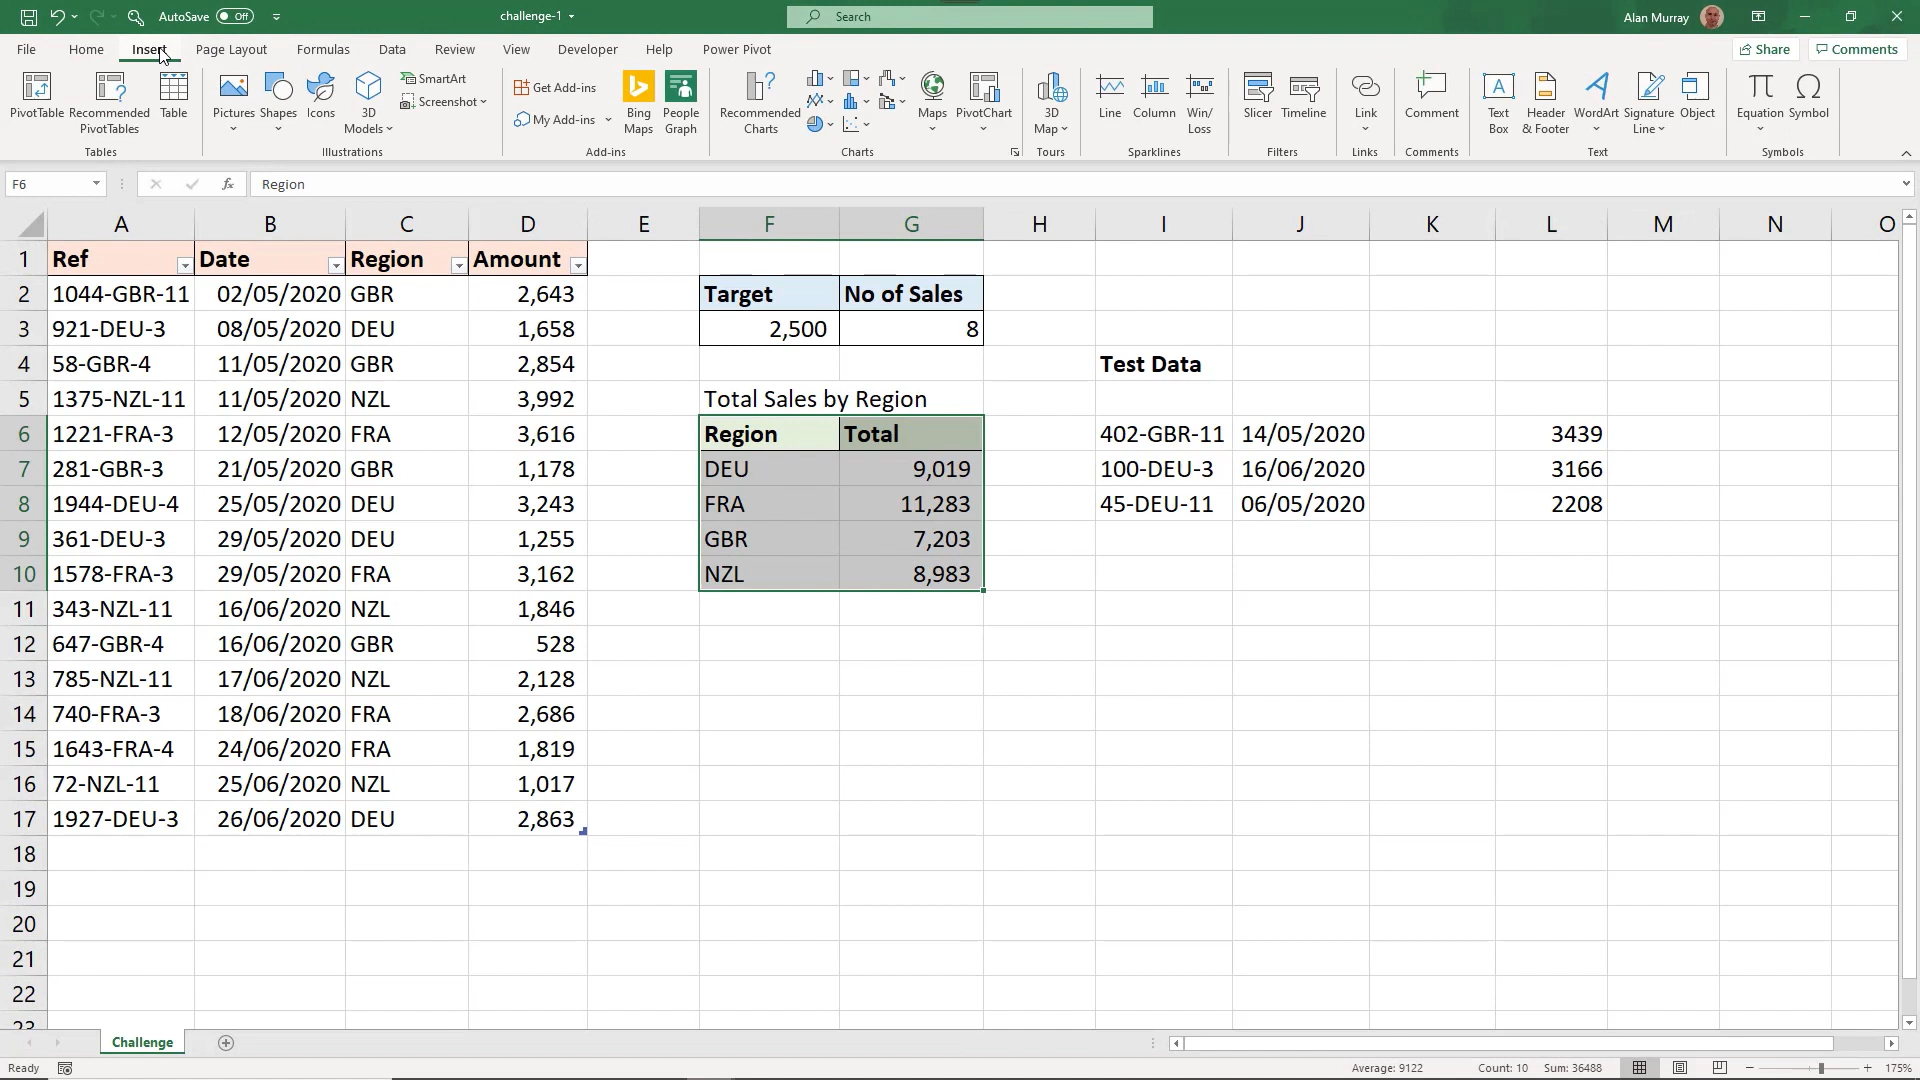 AutoSave Off
challenge-1
Search
Alan Murray
File Home Insert Page Layout Formulas Data Review View Developer Help Power Pivot
Share Comments
PivotTable
Recommended
PivotTables
Table
Tables
Pictures
Shapes
Icons
3D
Models
SmartArt
Screenshot
Illustrations
Get Add-ins
My Add-ins
Bing
Maps
People
Graph
Add-ins
Recommended
Charts
Maps
PivotChart
Charts
3D
Map
Tours
Line
Column
Win/
Loss
Sparklines
Slicer
Timeline
Filters
Link
Links
Comment
Comments
Text
Box
Header
& Footer
WordArt
Signature
Line
Object
Text
Equation
Symbol
Symbols
F6 fx Region
A B C D E F G H I J K L M N O
1 Ref Date Region Amount
2 1044-GBR-11 02/05/2020 GBR 2,643 Target No of Sales
3 921-DEU-3 08/05/2020 DEU 1,658 2,500 8
4 58-GBR-4 11/05/2020 GBR 2,854 Test Data
5 1375-NZL-11 11/05/2020 NZL 3,992 Total Sales by Region
6 1221-FRA-3 12/05/2020 FRA 3,616 Region Total 402-GBR-11 14/05/2020 3439
7 281-GBR-3 21/05/2020 GBR 1,178 DEU 9,019 100-DEU-3 16/06/2020 3166
8 1944-DEU-4 25/05/2020 DEU 3,243 FRA 11,283 45-DEU-11 06/05/2020 2208
9 361-DEU-3 29/05/2020 DEU 1,255 GBR 7,203
10 1578-FRA-3 29/05/2020 FRA 3,162 NZL 8,983
11 343-NZL-11 16/06/2020 NZL 1,846
12 647-GBR-4 16/06/2020 GBR 528
13 785-NZL-11 17/06/2020 NZL 2,128
14 740-FRA-3 18/06/2020 FRA 2,686
15 1643-FRA-4 24/06/2020 FRA 1,819
16 72-NZL-11 25/06/2020 NZL 1,017
17 1927-DEU-3 26/06/2020 DEU 2,863
18
19
20
21
22
23
Challenge
Ready Average: 9122 Count: 10 Sum: 36488 175%